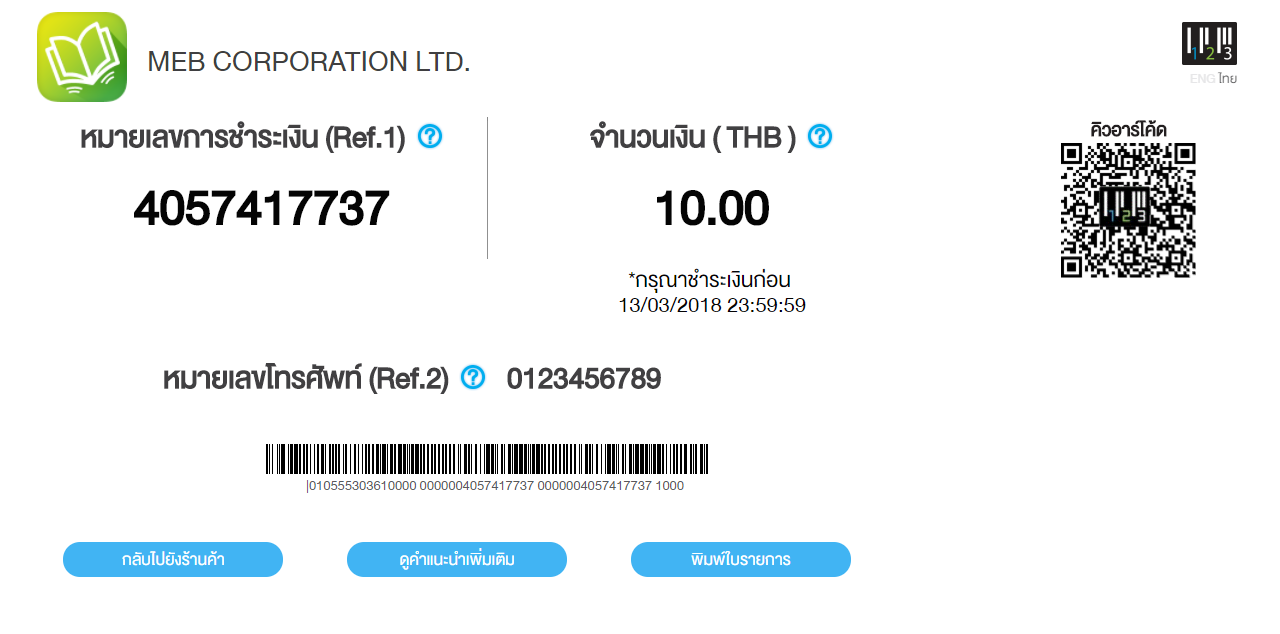 MEB CORPORATION LTD.
123
ENG ไทย
หมายเลขการชำระเงิน (Ref.1) ?
4057417737
จำนวนเงิน ( THB ) ?
10.00
*กรุณาชำระเงินก่อน
13/03/2018 23:59:59
คิวอาร์โค้ด
123
หมายเลขโทรศัพท์ (Ref.2) ? 0123456789
|010555303610000 0000004057417737 0000004057417737 1000
กลับไปยังร้านค้า
ดูคำแนะนำเพิ่มเติม
พิมพ์ใบรายการ